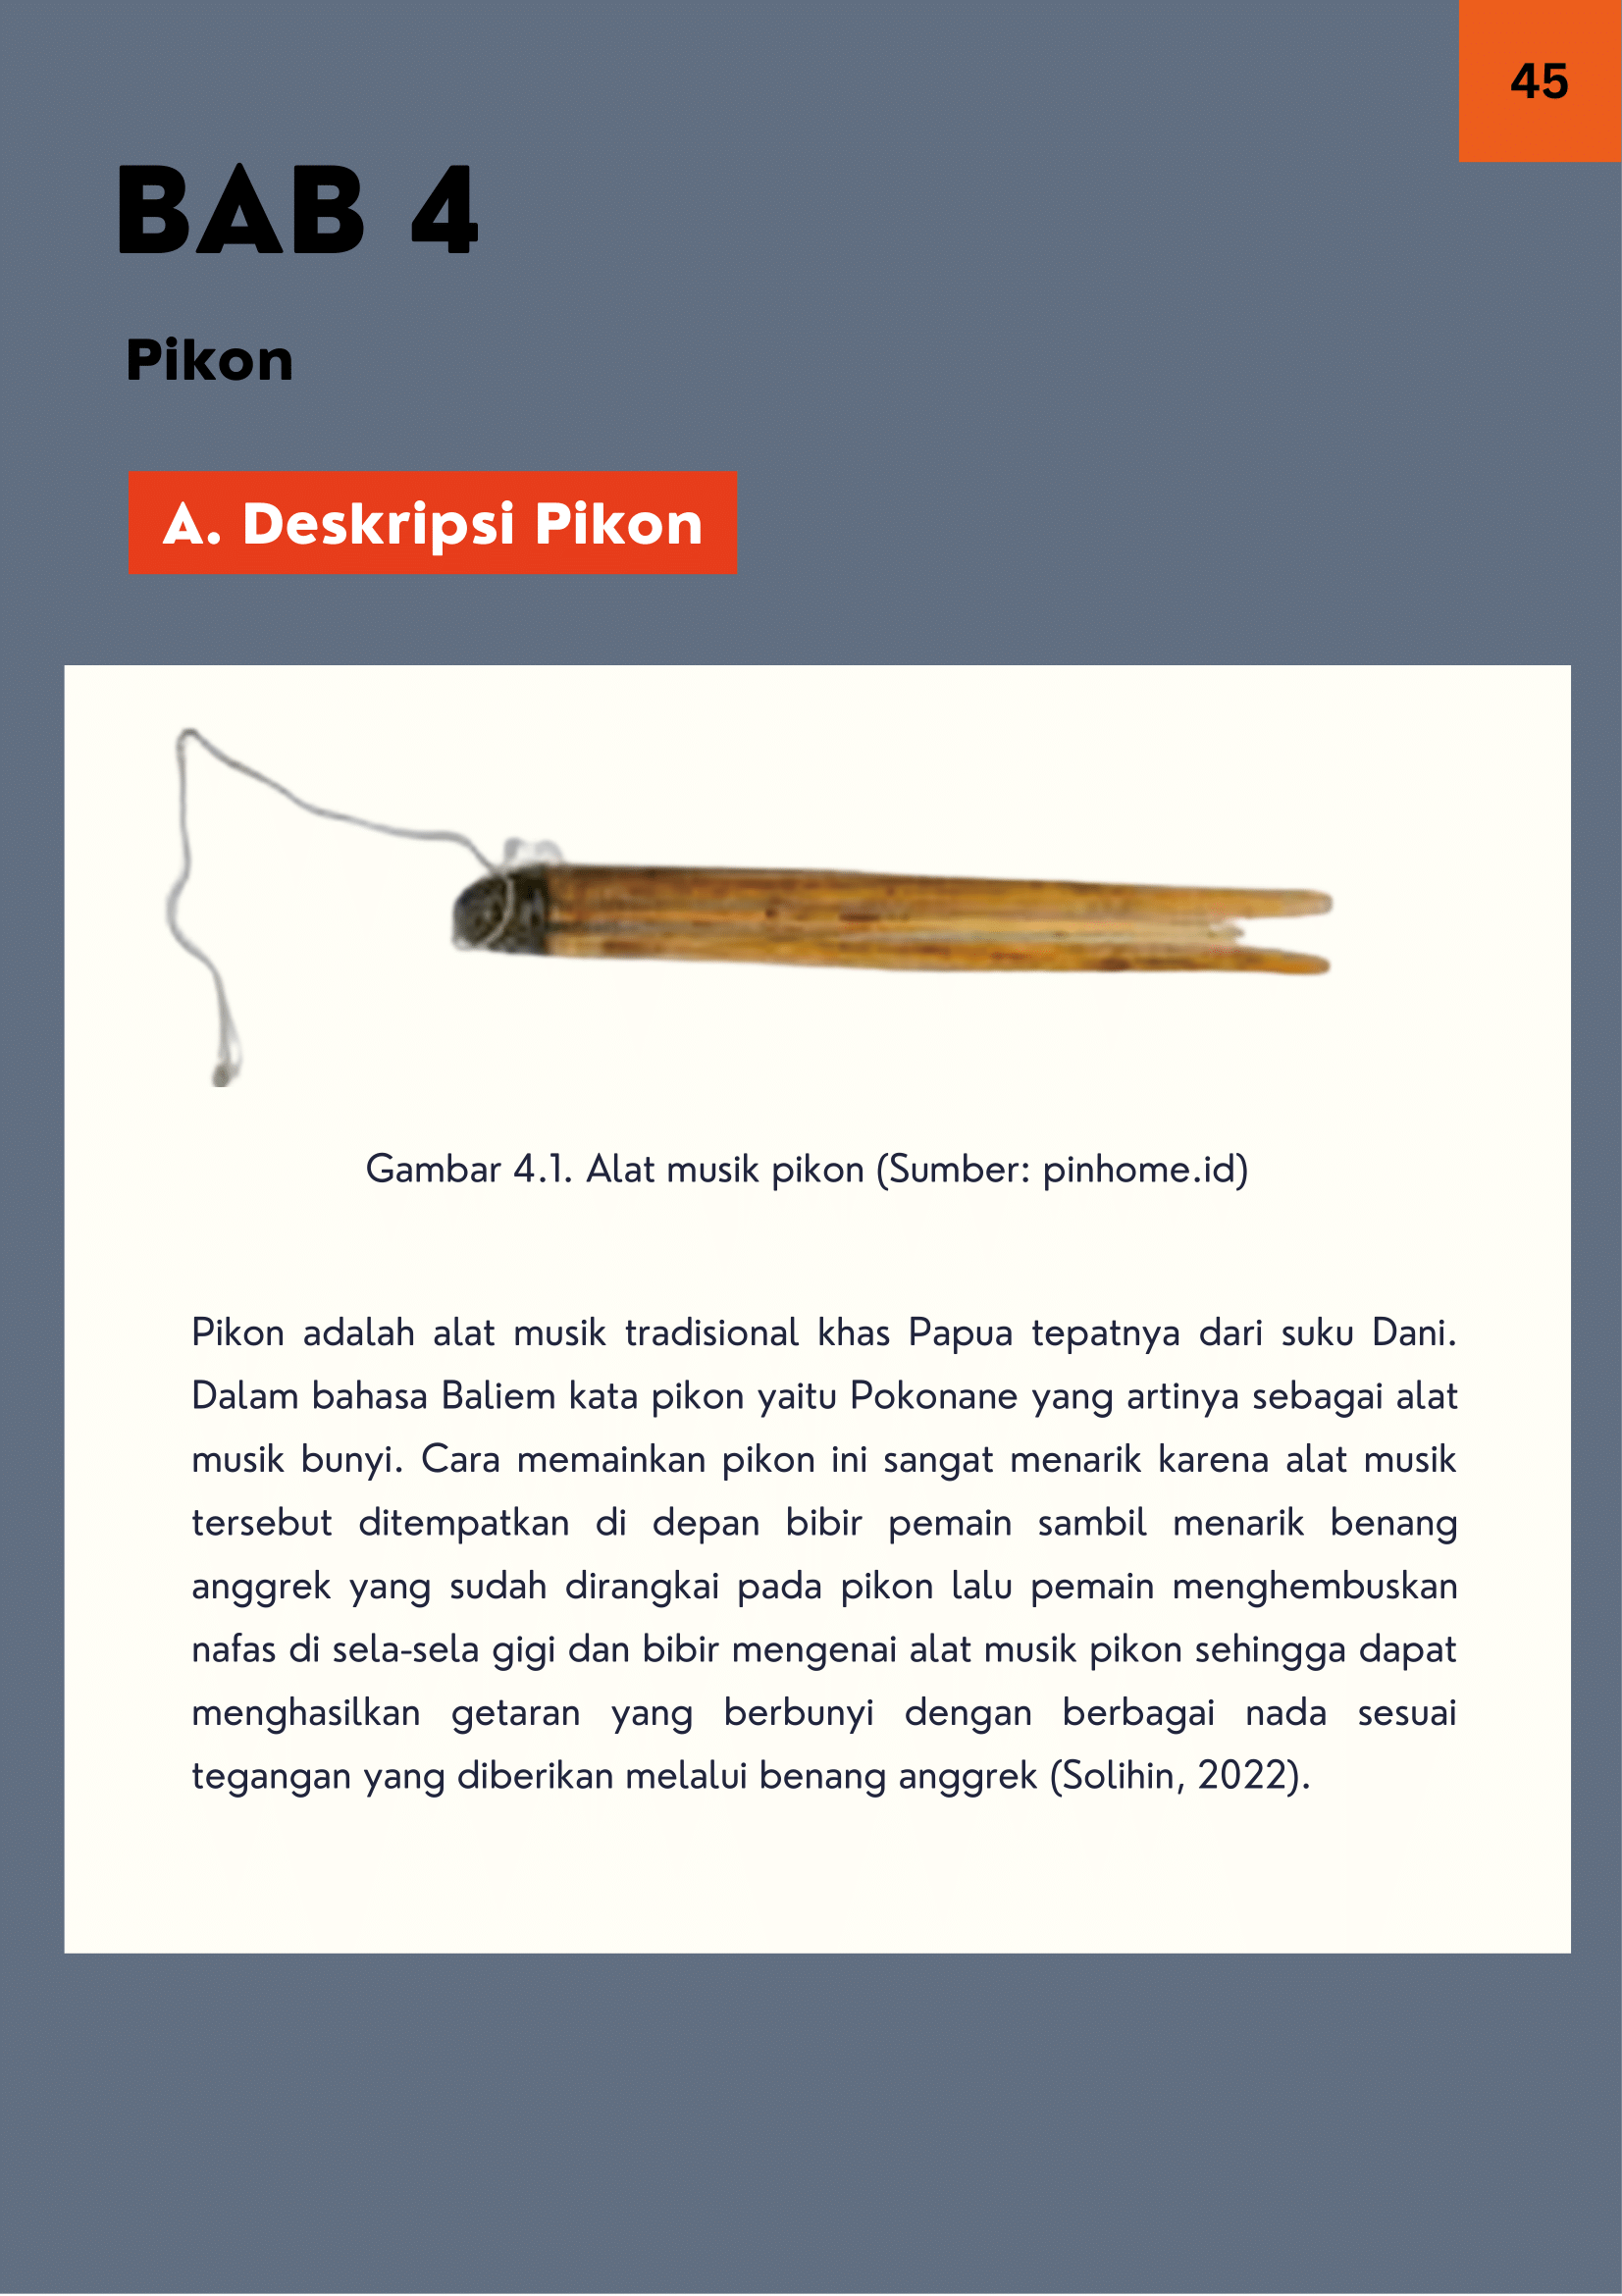 45
BAB 4
Pikon
A. Deskripsi Pikon
Gambar 4.1. Alat musik pikon (Sumber: pinhome.id)
Pikon adalah alat musik tradisional khas Papua tepatnya dari suku Dani.
Dalam bahasa Baliem kata pikon yaitu Pokonane yang artinya sebagai alat
musik bunyi. Cara memainkan pikon ini sangat menarik karena alat musik
tersebut ditempatkan di depan bibir pemain sambil menarik benang
anggrek yang sudah dirangkai pada pikon lalu pemain menghembuskan
nafas di sela-sela gigi dan bibir mengenai alat musik pikon sehingga dapat
menghasilkan getaran yang berbunyi dengan berbagai nada sesuai
tegangan yang diberikan melalui benang anggrek (Solihin, 2022).